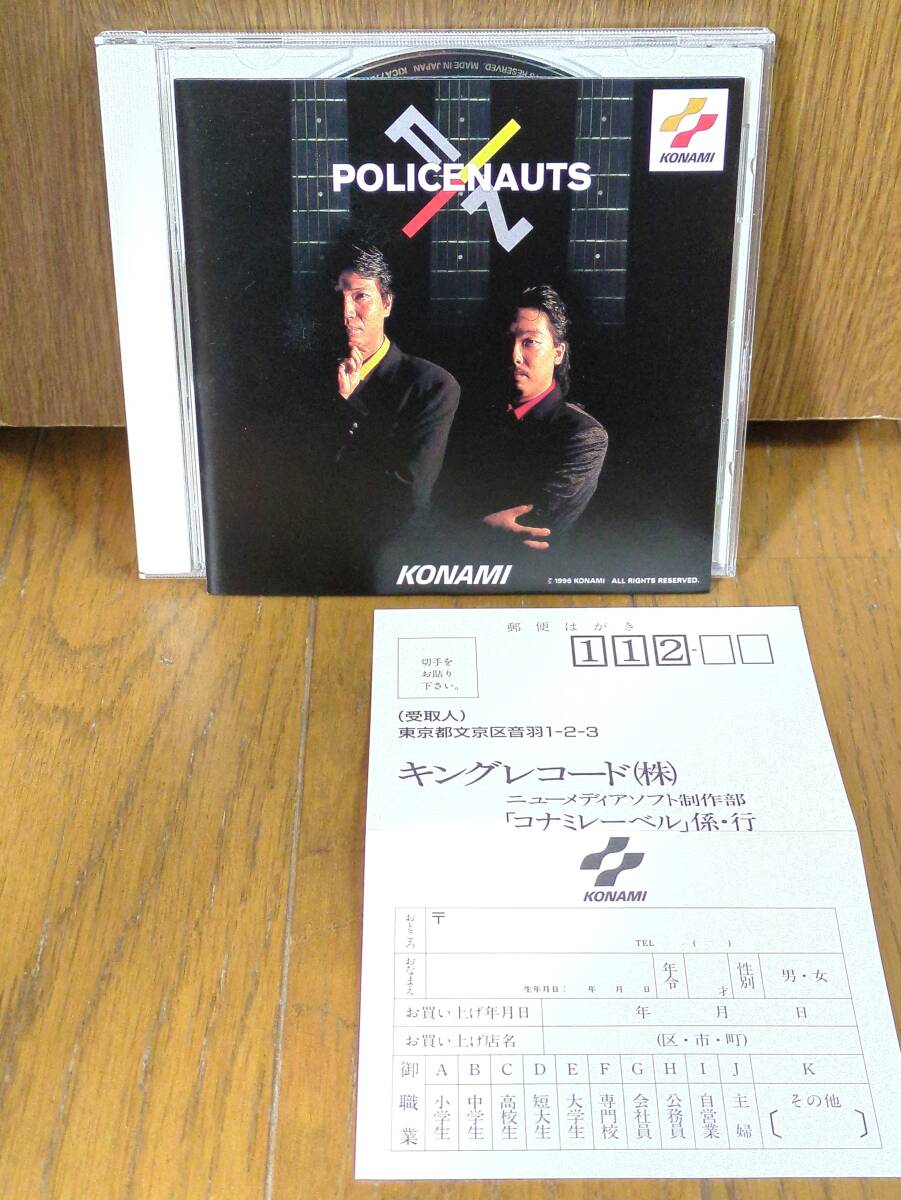 S RESERVED. MADE IN JAPAN KICA77
POLICENAUTS
KONAMI
KONAMI
© 1996 KONAMI ALL RIGHTS RESERVED.
郵便はがき
切手を
お貼り
下さい。
112-
(受取人)
東京都文京区音羽1-2-3
キングレコード(株)
ニューメディアソフト制作部
「コナミレーベル」係・行
KONAMI
おところ 〒
TEL ( )
おなまえ 生年月日: 年 月 日 年令 才 性別 男・女
お買い上げ年月日 年 月 日
お買い上げ店名 (区・市・町)
御職業 A B C D E F G H I J K
小学生 中学生 高校生 短大生 大学生 専門校 会社員 公務員 自営業 主婦 その他[ ]